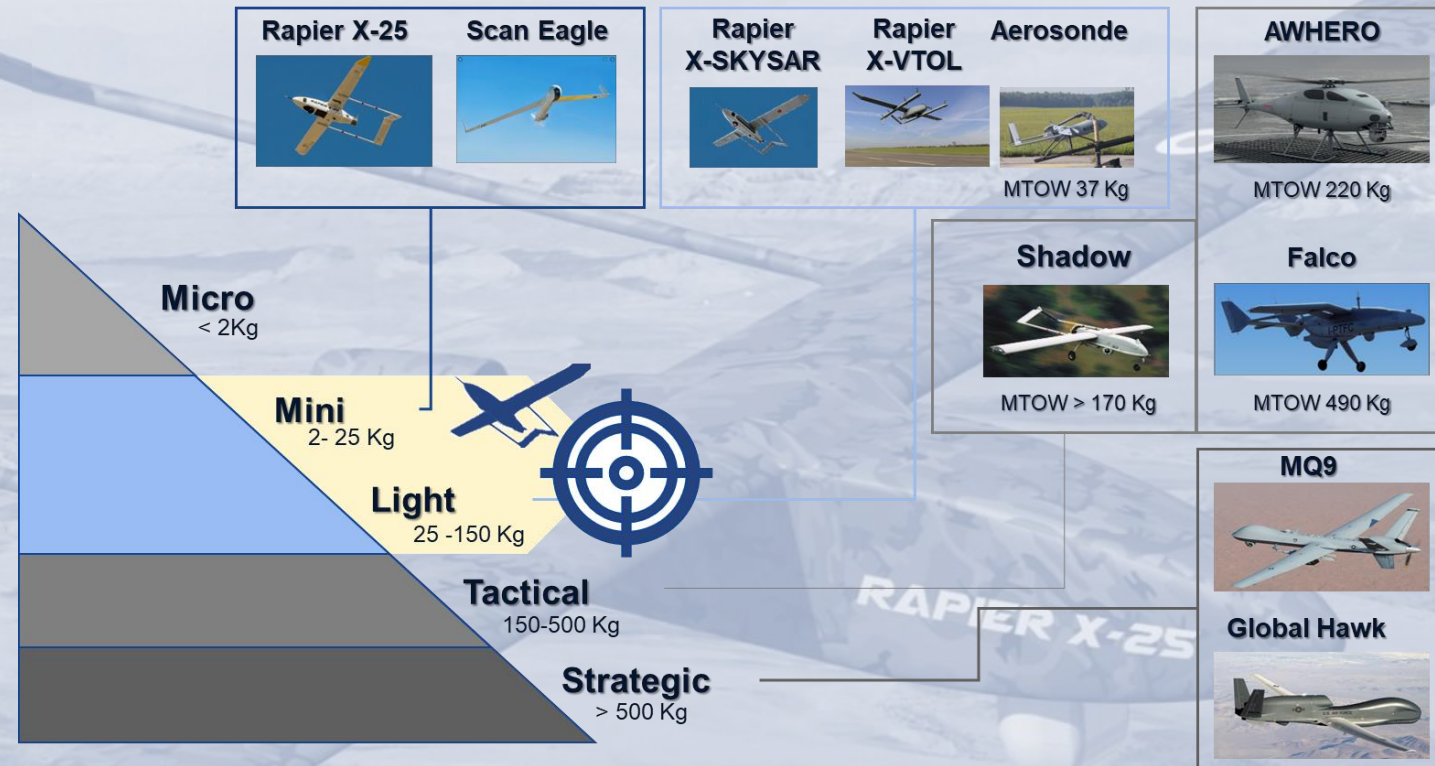 Rapier X-25
Scan Eagle
Rapier
X-SKYSAR
Rapier
X-VTOL
Aerosonde
MTOW 37 Kg
AWHERO
MTOW 220 Kg
Shadow
MTOW > 170 Kg
Falco
MTOW 490 Kg
Micro
< 2Kg
Mini
2- 25 Kg
Light
25 -150 Kg
Tactical
150-500 Kg
Strategic
> 500 Kg
MQ9
Global Hawk
RAPIER X-25